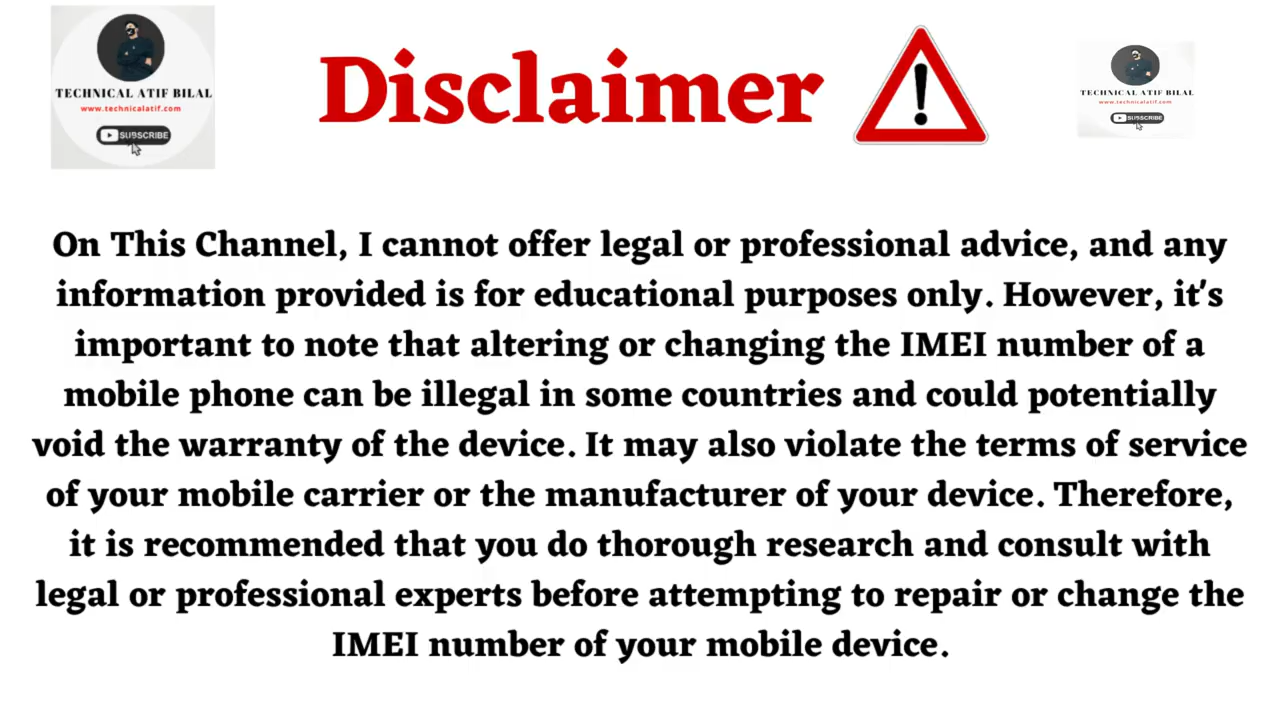 TECHNICAL ATIF BILAL
www.technicalatif.com
SUBSCRIBE
Disclaimer
!
TECHNICAL ATIF BILAL
www.technicalatif.com
SUBSCRIBE
On This Channel, I cannot offer legal or professional advice, and any
information provided is for educational purposes only. However, it's
important to note that altering or changing the IMEI number of a
mobile phone can be illegal in some countries and could potentially
void the warranty of the device. It may also violate the terms of service
of your mobile carrier or the manufacturer of your device. Therefore,
it is recommended that you do thorough research and consult with
legal or professional experts before attempting to repair or change the
IMEI number of your mobile device.